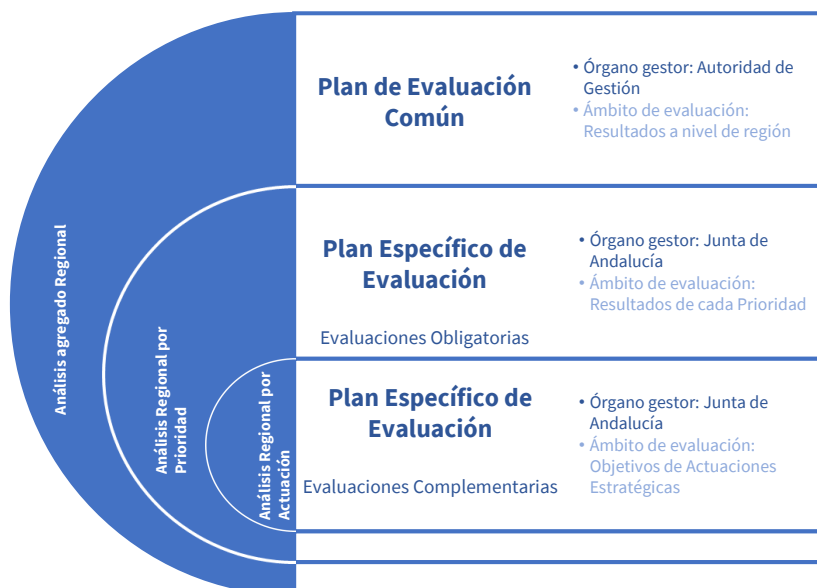 Análisis agregado Regional
Plan de Evaluación
Común
• Órgano gestor: Autoridad de
Gestión
• Ámbito de evaluación:
Resultados a nivel de región
Análisis Regional por
Prioridad
Plan Específico de
Evaluación
Evaluaciones Obligatorias
• Órgano gestor: Junta de
Andalucía
• Ámbito de evaluación:
Resultados de cada Prioridad
Análisis Regional por
Actuación
Plan Específico de
Evaluación
Evaluaciones Complementarias
• Órgano gestor: Junta de
Andalucía
• Ámbito de evaluación:
Objetivos de Actuaciones
Estratégicas